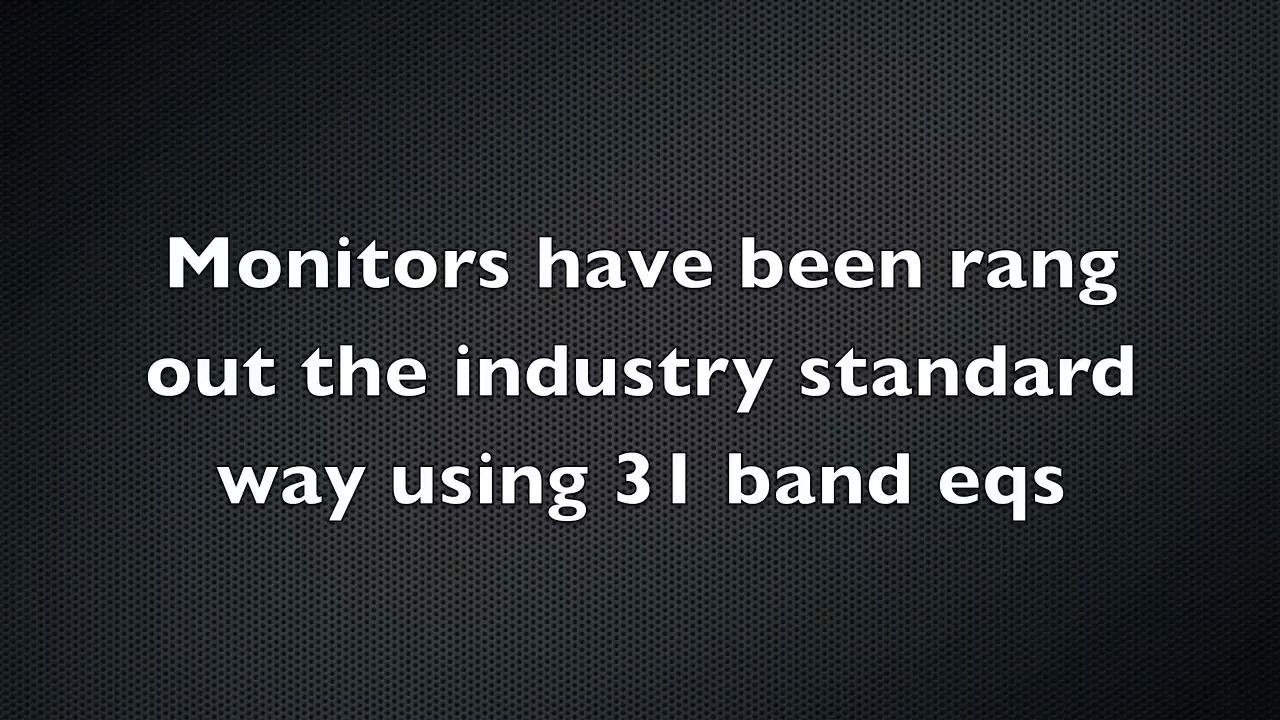 Monitors have been rang
out the industry standard
way using 31 band eqs